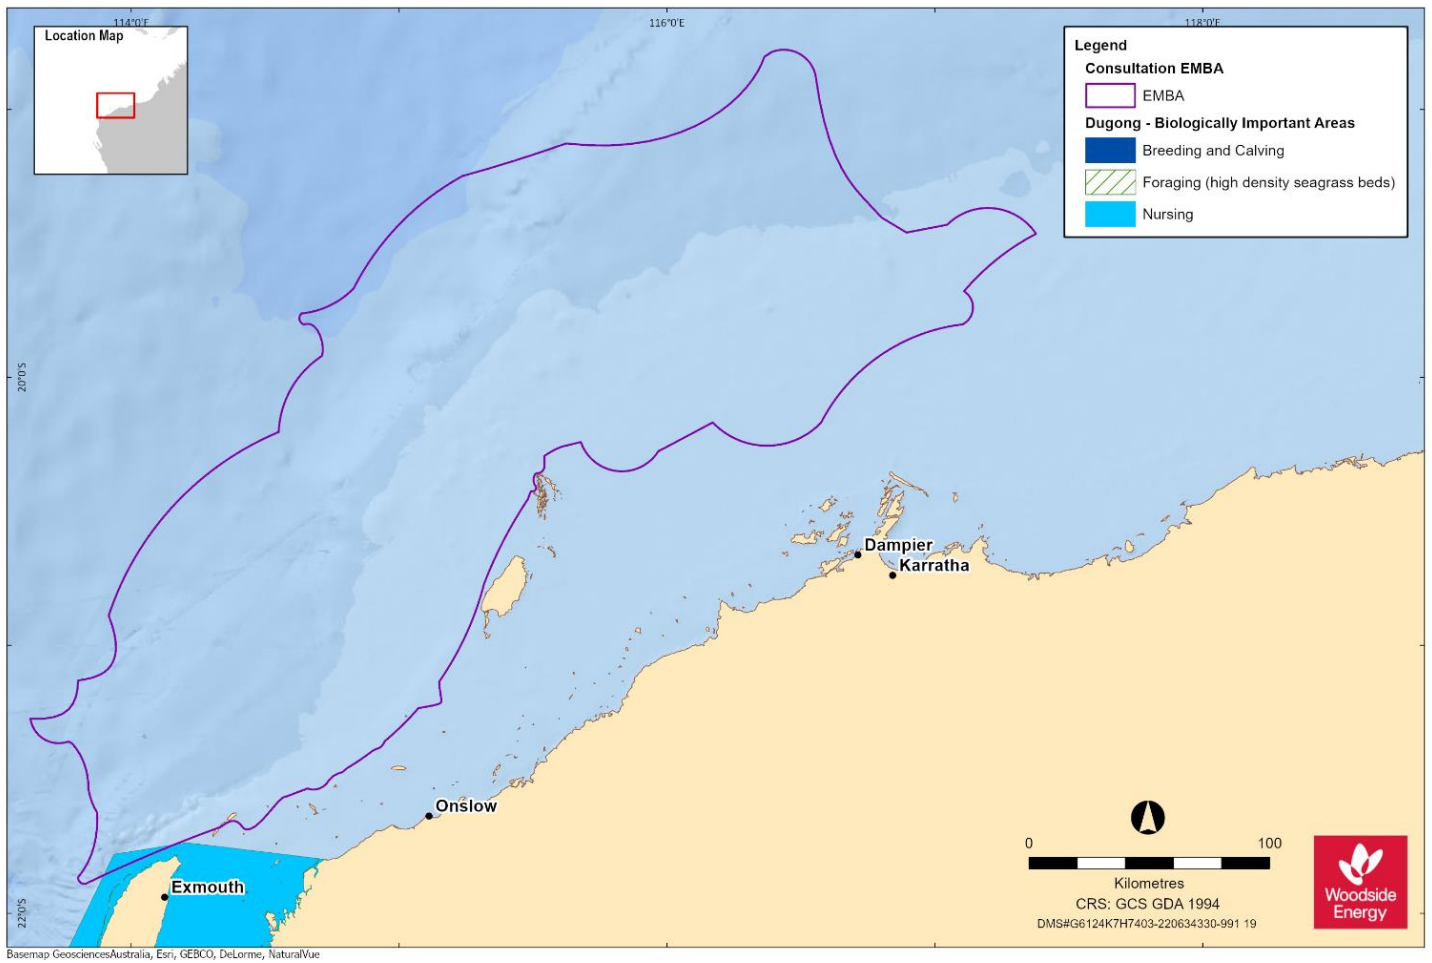 114°0'E
116°0'E
118°0'E
Location Map
Legend
Consultation EMBA
EMBA
Dugong - Biologically Important Areas
Breeding and Calving
Foraging (high density seagrass beds)
Nursing
20°0'S
Dampier
Karratha
Onslow
Exmouth
22°0'S
0 100
Kilometres
CRS: GCS GDA 1994
DMS#G6124K7H7403-220634330-991 19
Woodside
Energy
Basemap GeosciencesAustralia, Esri, GEBCO, DeLorme, NaturalVue